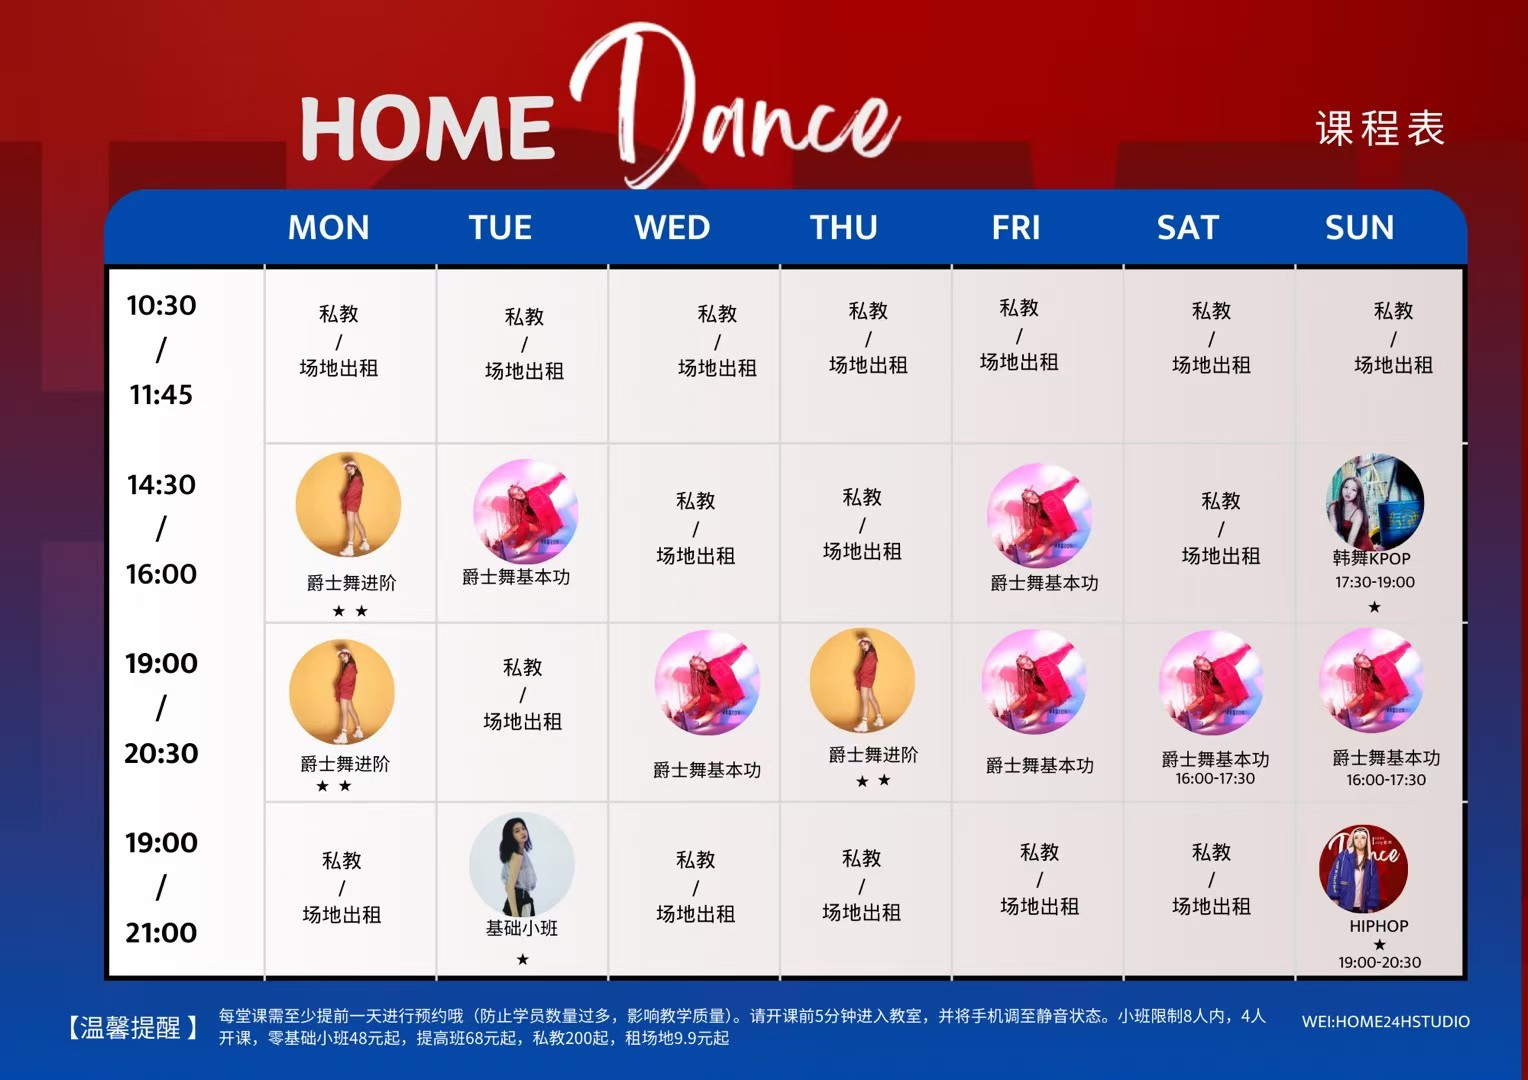 HOME Dance
课程表
MON TUE WED THU FRI SAT SUN
10:30
/
11:45
私教
/
场地出租
私教
/
场地出租
私教
/
场地出租
私教
/
场地出租
私教
/
场地出租
私教
/
场地出租
私教
/
场地出租
14:30
/
16:00
爵士舞进阶
★ ★
爵士舞基本功
私教
/
场地出租
私教
/
场地出租
爵士舞基本功
私教
/
场地出租
韩舞KPOP
17:30-19:00
★
19:00
/
20:30
爵士舞进阶
★ ★
私教
/
场地出租
爵士舞基本功
爵士舞进阶
★ ★
爵士舞基本功
爵士舞基本功
16:00-17:30
爵士舞基本功
16:00-17:30
19:00
/
21:00
私教
/
场地出租
基础小班
★
私教
/
场地出租
私教
/
场地出租
私教
/
场地出租
私教
/
场地出租
HIPHOP
★
19:00-20:30
【温馨提醒 】
每堂课需至少提前一天进行预约哦（防止学员数量过多，影响教学质量）。请开课前5分钟进入教室，并将手机调至静音状态。小班限制8人内，4人
开课，零基础小班48元起，提高班68元起，私教200起，租场地9.9元起
WEI:HOME24HSTUDIO